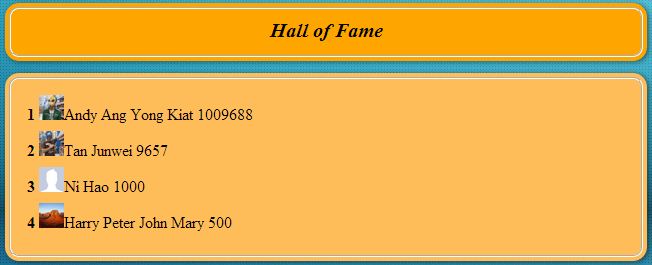 Hall of Fame
1 Andy Ang Yong Kiat 1009688
2 Tan Junwei 9657
3 Ni Hao 1000
4 Harry Peter John Mary 500